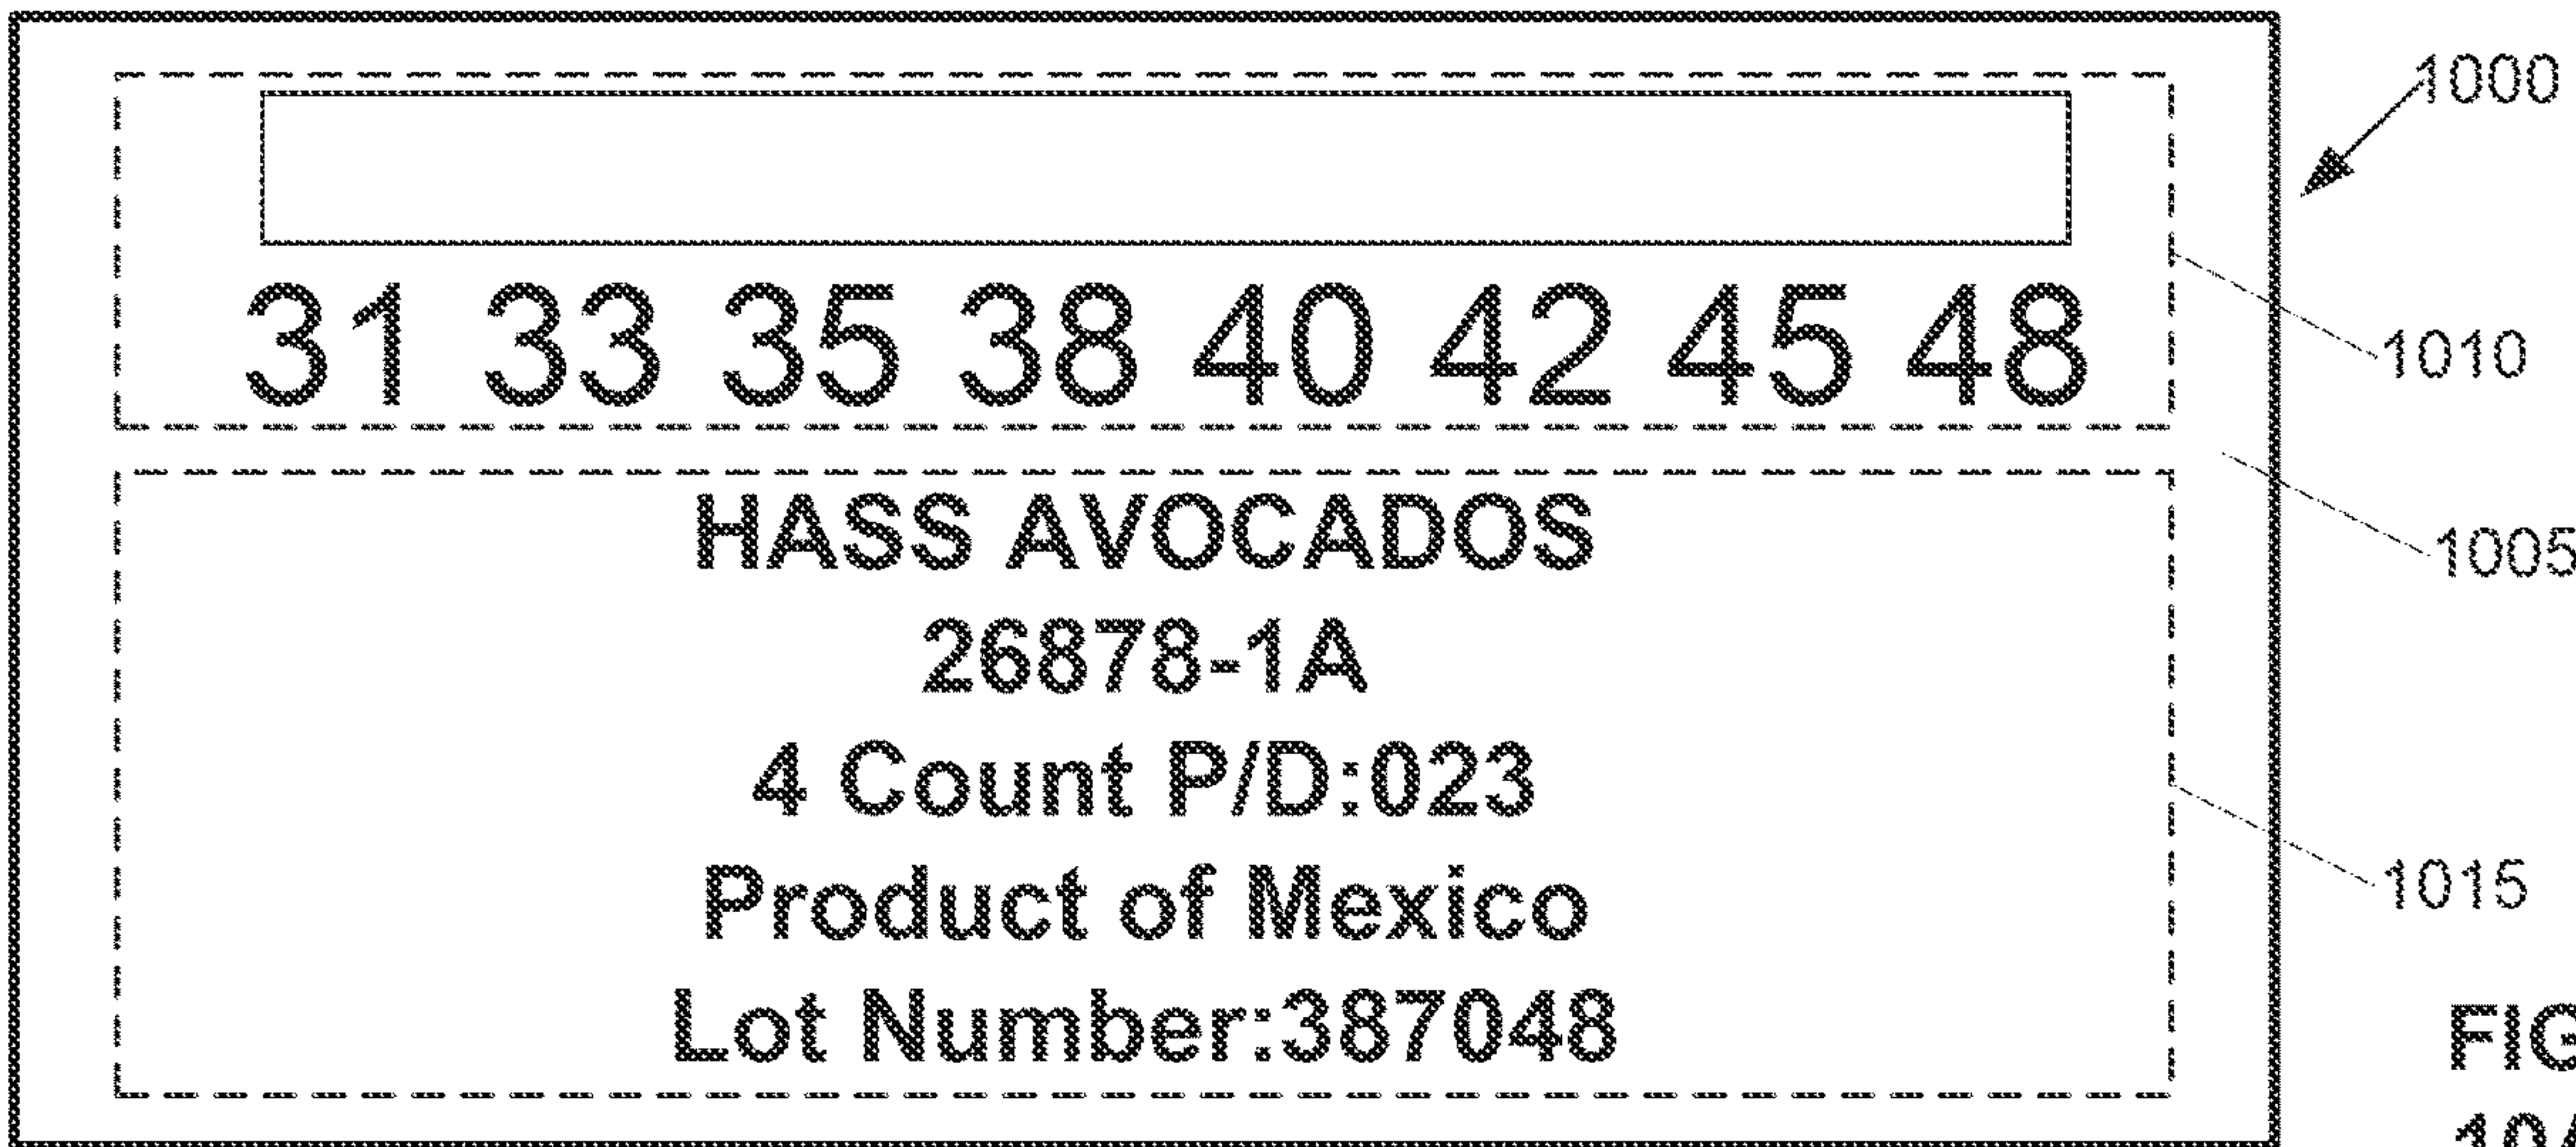 1000
31 33 35 38 40 42 45 48
1010
HASS AVOCADOS
1005
26878-1A
4 Count P/D:023
Product of Mexico
1015
Lot Number:387048
FIG